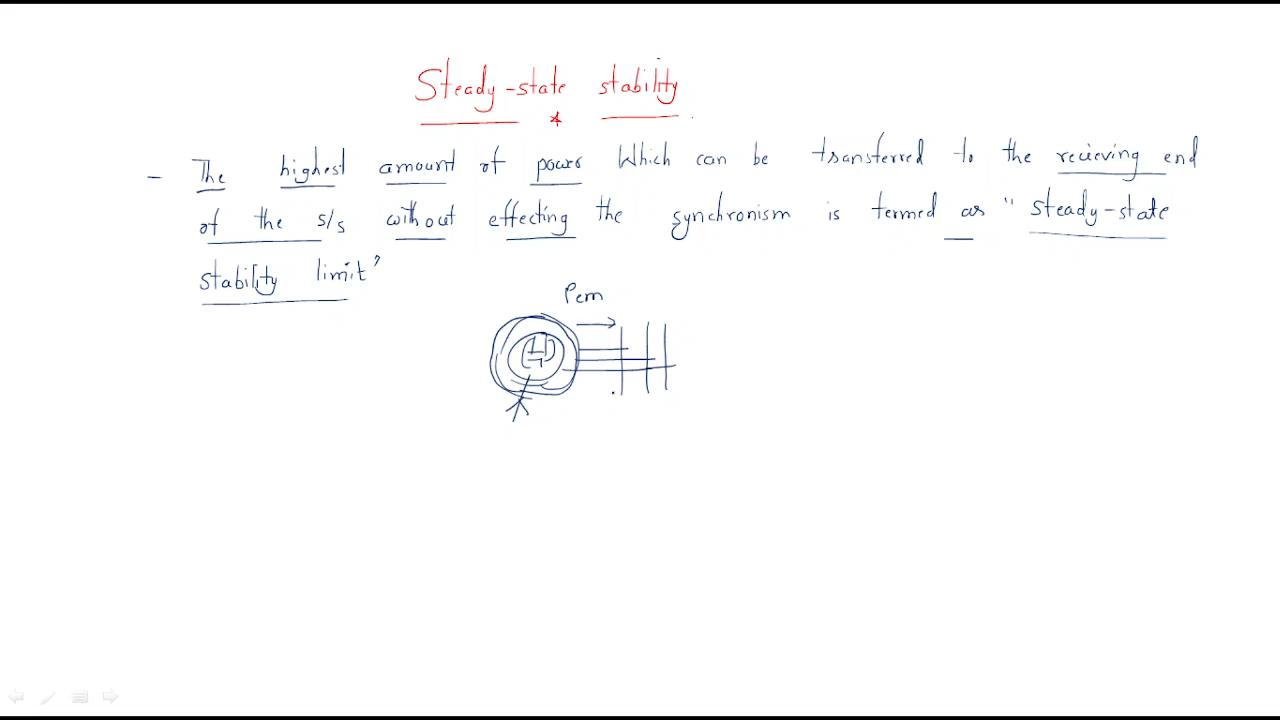 Steady-state stability
- The highest amount of power Which can be transferred to the recieving end
of the s/s without effecting the synchronism is termed as "steady-state
stability limit"
Pem